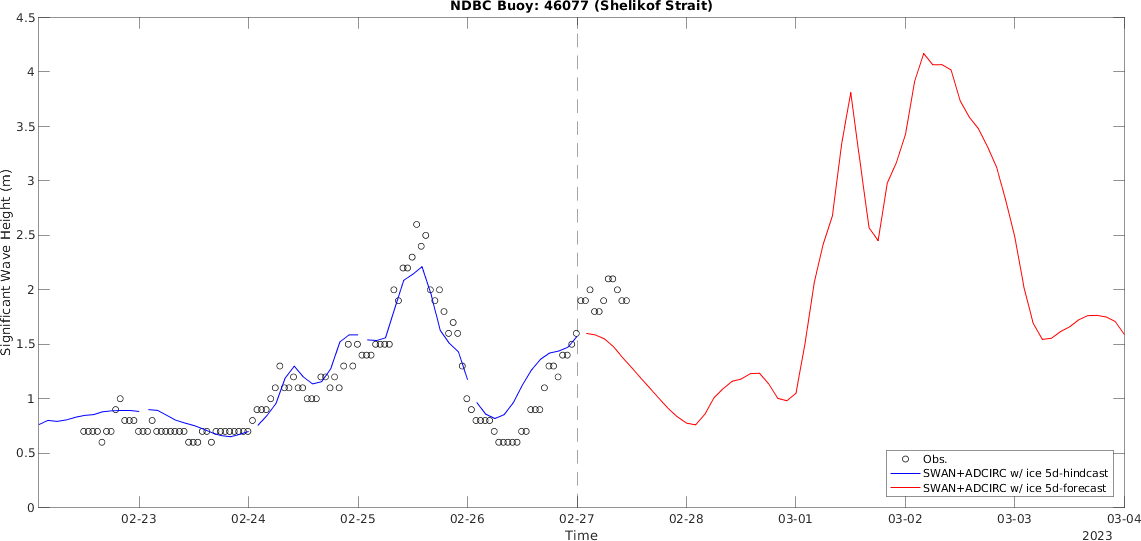 NDBC Buoy: 46077 (Shelikof Strait)
4.5
4
3.5
3
2.5
2
1.5
1
0.5
0
Significant Wave Height (m)
Obs.
SWAN+ADCIRC w/ ice 5d-hindcast
SWAN+ADCIRC w/ ice 5d-forecast
02-23 02-24 02-25 02-26 02-27 02-28 03-01 03-02 03-03 03-04
Time
2023